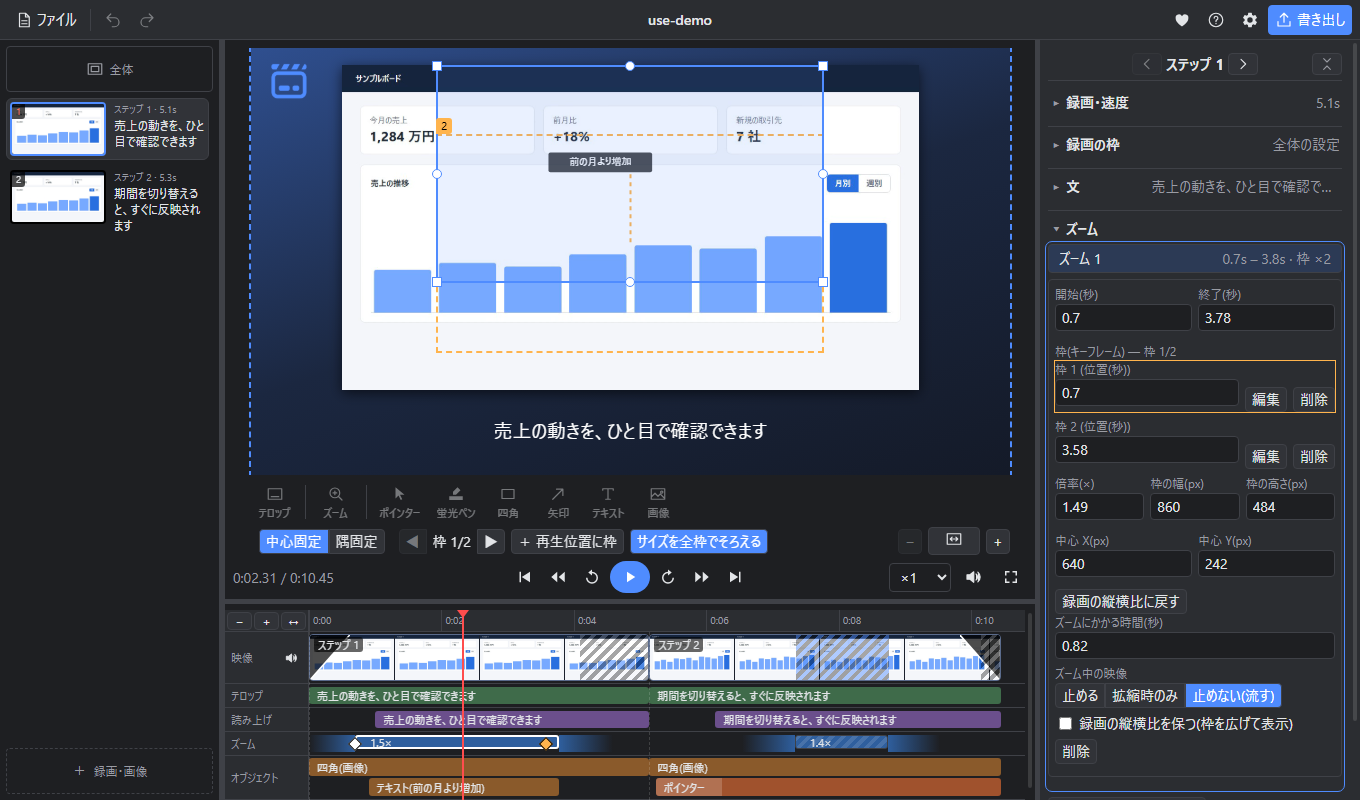 ファイル
use-demo
書き出し
全体
1
ステップ 1 · 5.1s
売上の動きを、ひと
目で確認できます
2
ステップ 2 · 5.3s
期間を切り替える
と、すぐに反映され
ます
＋ 録画・画像
サンプルボード
今月の売上
1,284 万円
前月比
+18%
新規の取引先
7 社
2
前の月より増加
売上の推移
月別
週別
売上の動きを、ひと目で確認できます
テロップ
ズーム
ポインター
蛍光ペン
四角
矢印
テキスト
画像
中心固定
隅固定
◀ 枠 1/2 ▶
＋ 再生位置に枠
サイズを全枠でそろえる
−
+
0:02.31 / 0:10.45
×1
− + ↔
0:00
0:02
0:04
0:06
0:08
0:10
映像
ステップ 1
ステップ 2
テロップ
売上の動きを、ひと目で確認できます
期間を切り替えると、すぐに反映されます
読み上げ
売上の動きを、ひと目で確認できます
期間を切り替えると、すぐに反映されます
ズーム
1.5×
1.4×
オブジェクト
四角(画像)
四角(画像)
テキスト(前の月より増加)
ポインター
ステップ 1
録画・速度
5.1s
録画の枠
全体の設定
文
売上の動きを、ひと目で確認で...
ズーム
ズーム 1
0.7s – 3.8s · 枠 ×2
開始(秒)
終了(秒)
0.7
3.78
枠(キーフレーム) — 枠 1/2
枠 1 (位置(秒))
0.7
編集
削除
枠 2 (位置(秒))
3.58
編集
削除
倍率(×)
枠の幅(px)
枠の高さ(px)
1.49
860
484
中心 X(px)
中心 Y(px)
640
242
録画の縦横比に戻す
ズームにかかる時間(秒)
0.82
ズーム中の映像
止める
拡縮時のみ
止めない(流す)
録画の縦横比を保つ(枠を広げて表示)
削除